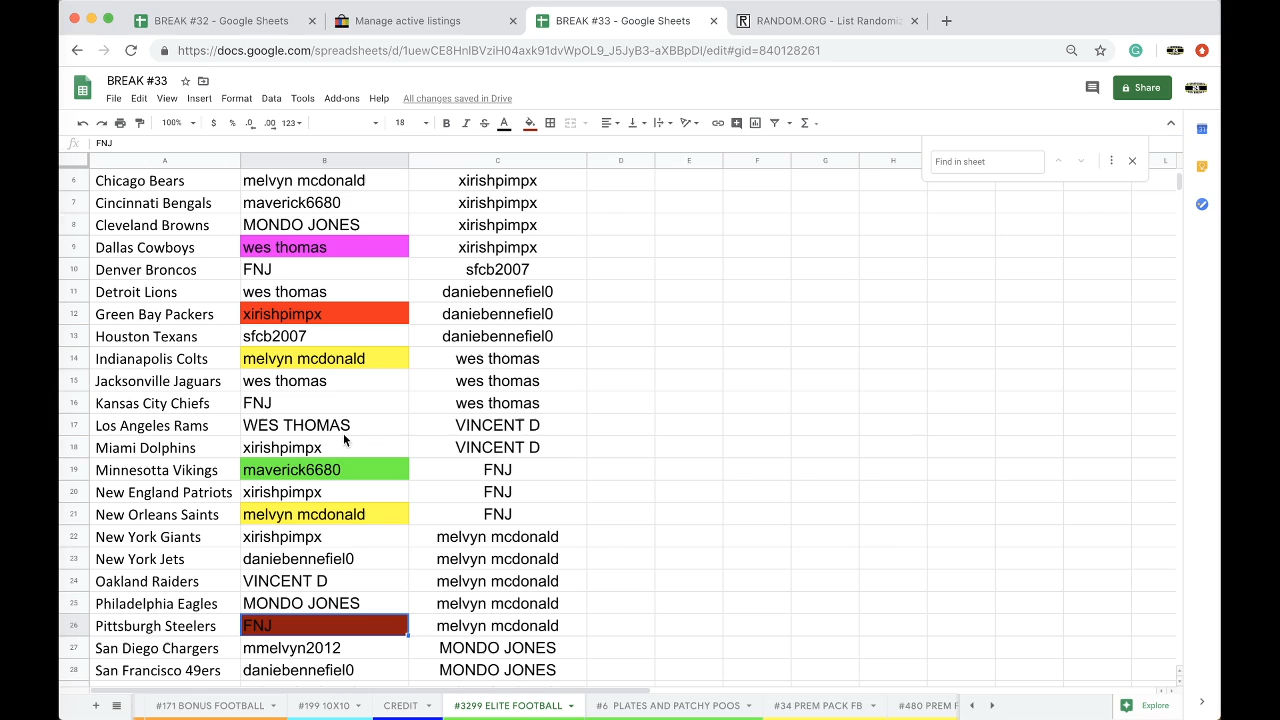 BREAK #32 - Google Sheets
Manage active listings
BREAK #33 - Google Sheets
RANDOM.ORG - List Randomiz
https://docs.google.com/spreadsheets/d/1uewCE8HnIBVziH04axk91dvWpOL9_J5JyB3-aXBBpDI/edit#gid=840128261
BREAK #33
File Edit View Insert Format Data Tools Add-ons Help All changes saved in Drive
Share
100% $ % .0 .00 123 18 B I S A
fx FNJ
Find in sheet
A B C D E F G H L
6 Chicago Bears melvyn mcdonald xirishpimpx
7 Cincinnati Bengals maverick6680 xirishpimpx
8 Cleveland Browns MONDO JONES xirishpimpx
9 Dallas Cowboys wes thomas xirishpimpx
10 Denver Broncos FNJ sfcb2007
11 Detroit Lions wes thomas daniebennefiel0
12 Green Bay Packers xirishpimpx daniebennefiel0
13 Houston Texans sfcb2007 daniebennefiel0
14 Indianapolis Colts melvyn mcdonald wes thomas
15 Jacksonville Jaguars wes thomas wes thomas
16 Kansas City Chiefs FNJ wes thomas
17 Los Angeles Rams WES THOMAS VINCENT D
18 Miami Dolphins xirishpimpx VINCENT D
19 Minnesota Vikings maverick6680 FNJ
20 New England Patriots xirishpimpx FNJ
21 New Orleans Saints melvyn mcdonald FNJ
22 New York Giants xirishpimpx melvyn mcdonald
23 New York Jets daniebennefiel0 melvyn mcdonald
24 Oakland Raiders VINCENT D melvyn mcdonald
25 Philadelphia Eagles MONDO JONES melvyn mcdonald
26 Pittsburgh Steelers FNJ melvyn mcdonald
27 San Diego Chargers mmelvyn2012 MONDO JONES
28 San Francisco 49ers daniebennefiel0 MONDO JONES
#171 BONUS FOOTBALL #199 10X10 CREDIT #3299 ELITE FOOTBALL #6 PLATES AND PATCHY POOS #34 PREM PACK FB #480 PREM F Explore